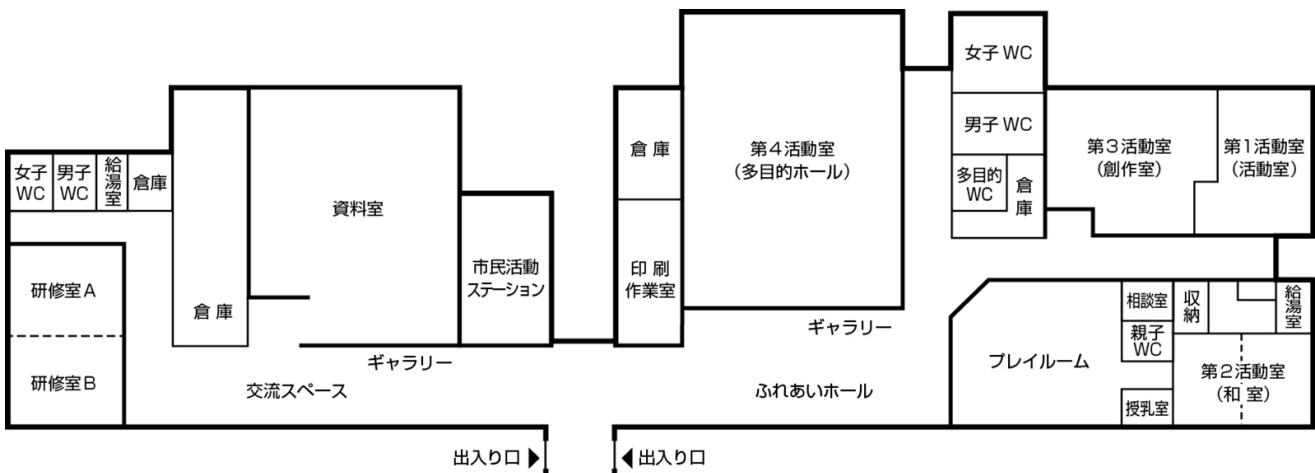 女子
WC
男子
WC
給湯室
倉庫
研修室A
研修室B
倉庫
資料室
市民活動
ステーション
ギャラリー
交流スペース
倉庫
印刷
作業室
第4活動室
(多目的ホール)
ギャラリー
ふれあいホール
女子WC
男子WC
多目的
WC
倉庫
第3活動室
(創作室)
第1活動室
(活動室)
プレイルーム
相談室
親子
WC
授乳室
収納
給湯室
第2活動室
(和室)
出入り口▶
◀出入り口